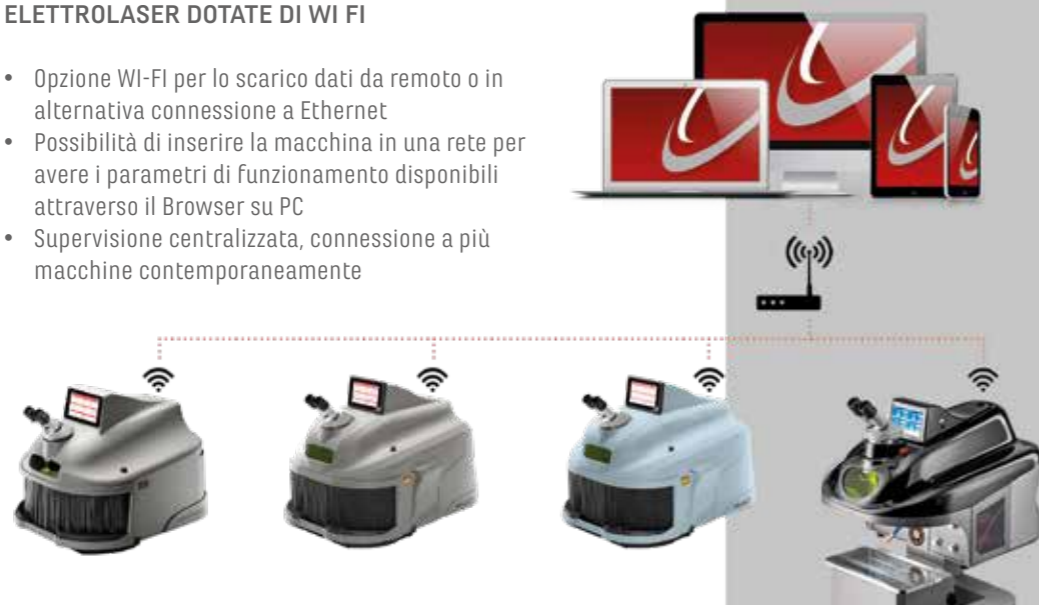 ELETTROLASER DOTATE DI WI FI
• Opzione WI-FI per lo scarico dati da remoto o in
alternativa connessione a Ethernet
• Possibilità di inserire la macchina in una rete per
avere i parametri di funzionamento disponibili
attraverso il Browser su PC
• Supervisione centralizzata, connessione a più
macchine contemporaneamente